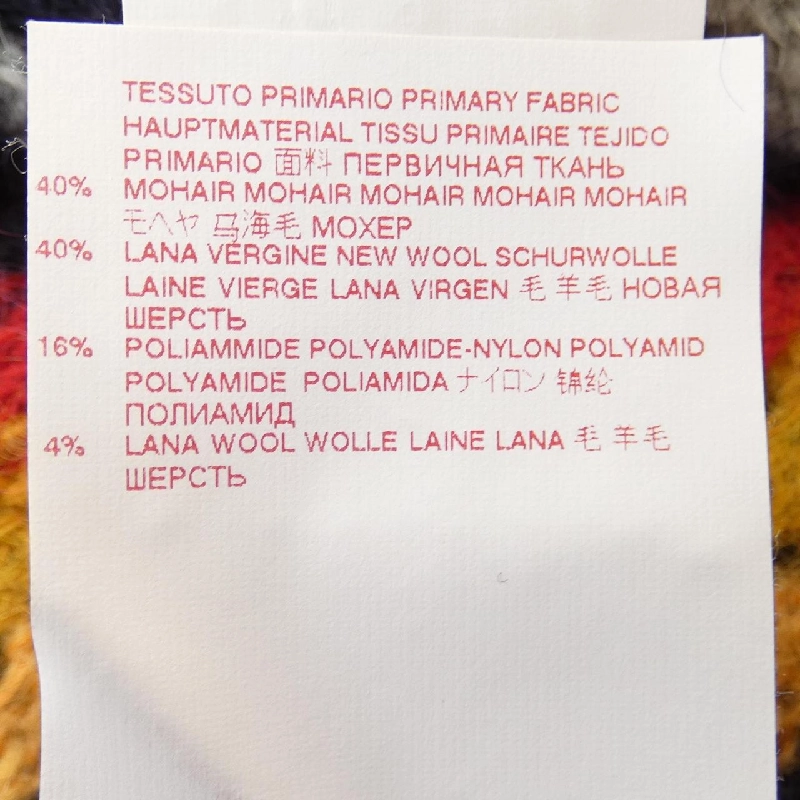 TESSUTO PRIMARIO PRIMARY FABRIC
HAUPTMATERIAL TISSU PRIMAIRE TEJIDO
PRIMARIO 面料 ПЕРВИЧНАЯ ТКАНЬ
40% MOHAIR MOHAIR MOHAIR MOHAIR MOHAIR
モヘヤ 马海毛 МОХЕР
40% LANA VERGINE NEW WOOL SCHURWOLLE
LAINE VIERGE LANA VIRGEN 毛 羊毛 НОВАЯ
ШЕРСТЬ
16% POLIAMMIDE POLYAMIDE-NYLON POLYAMID
POLYAMIDE POLIAMIDA ナイロン 锦纶
ПОЛИАМИД
4% LANA WOOL WOLLE LAINE LANA 毛 羊毛
ШЕРСТЬ